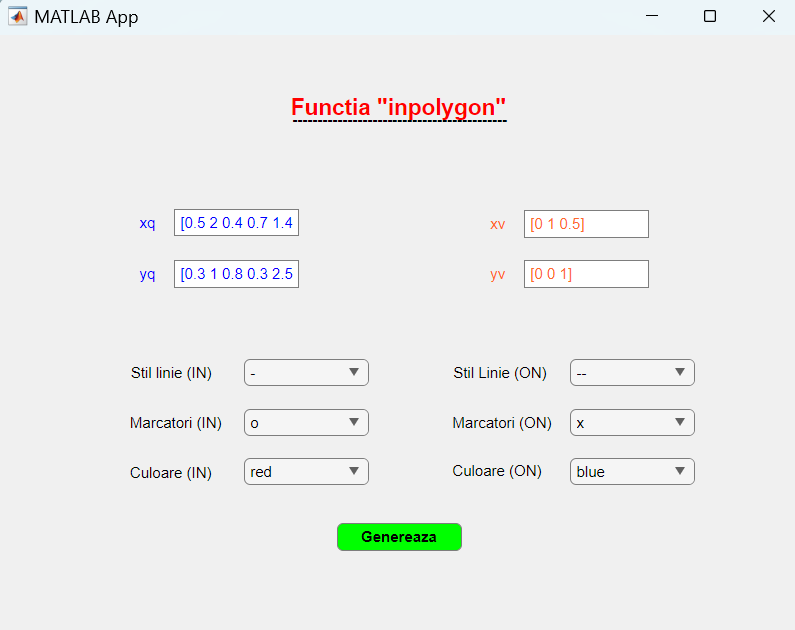 MATLAB App
Functia "inpolygon"
xq [0.5 2 0.4 0.7 1.4 xv [0 1 0.5]
yq [0.3 1 0.8 0.3 2.5 yv [0 0 1]
Stil linie (IN) - Stil Linie (ON) --
Marcatori (IN) o Marcatori (ON) x
Culoare (IN) red Culoare (ON) blue
Genereaza